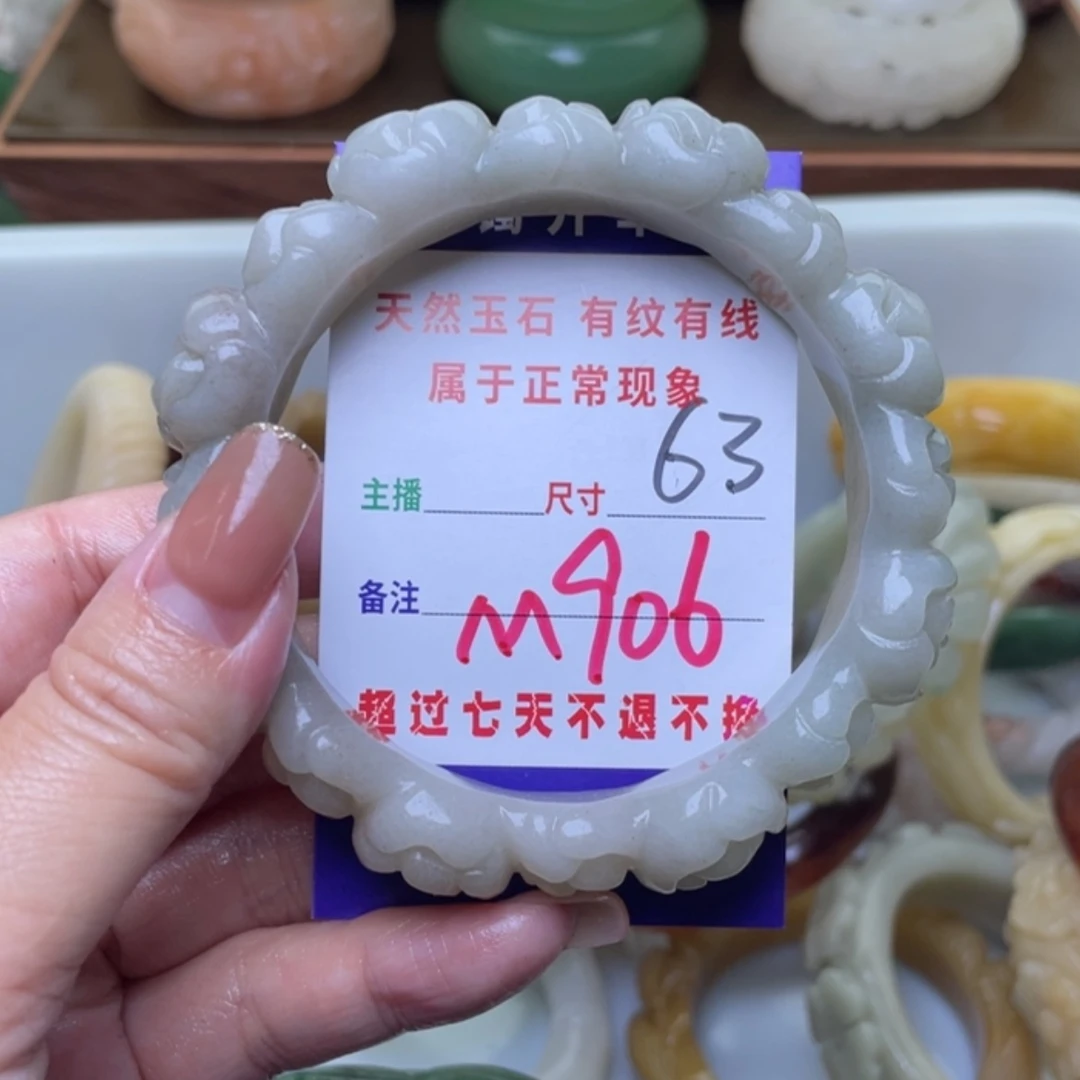 天然玉石 有纹有线
属于正常现象
主播 尺寸 63
备注 M906
超过七天不退不换